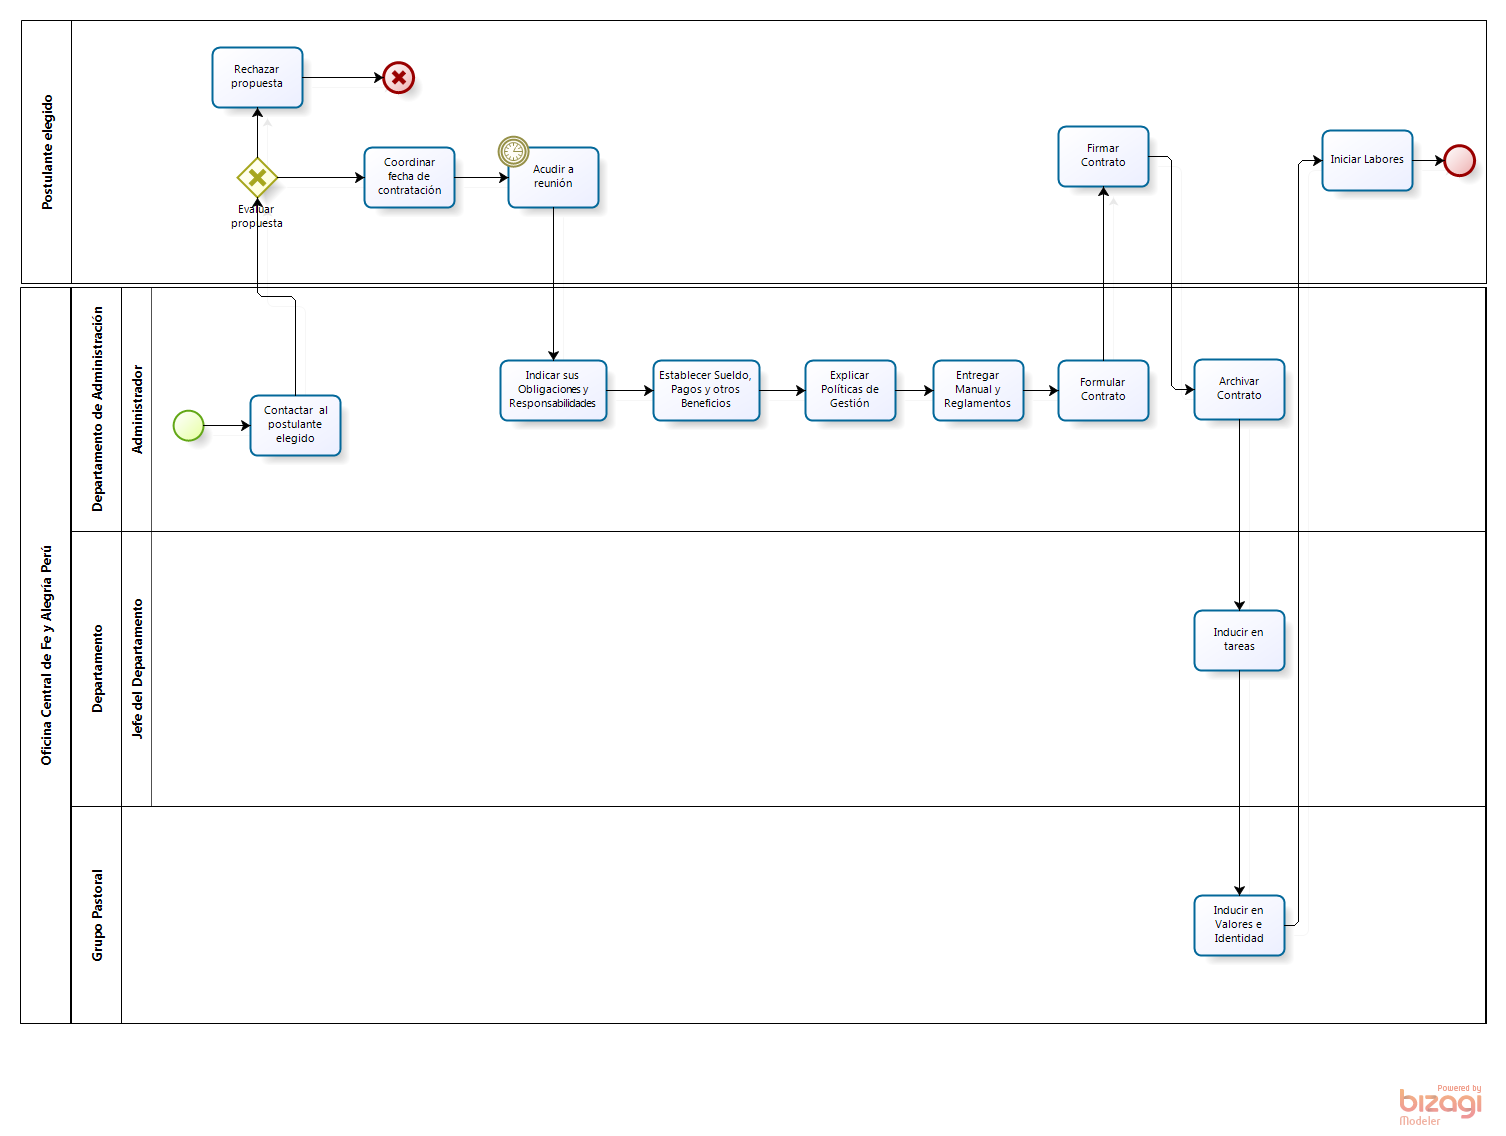 Postulante elegido
Rechazar
propuesta
Evaluar
propuesta
Coordinar
fecha de
contratación
Acudir a
reunión
Firmar
Contrato
Iniciar Labores
Oficina Central de Fe y Alegría Perú
Departamento de Administración
Administrador
Contactar al
postulante
elegido
Indicar sus
Obligaciones y
Responsabilidades
Establecer Sueldo,
Pagos y otros
Beneficios
Explicar
Políticas de
Gestión
Entregar
Manual y
Reglamentos
Formular
Contrato
Archivar
Contrato
Departamento
Jefe del Departamento
Inducir en
tareas
Grupo Pastoral
Inducir en
Valores e
Identidad
Powered by
bizagi
Modeler